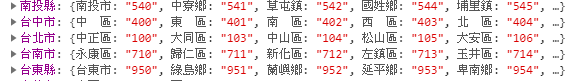 ▶ 南投縣: {南投市: "540", 中寮鄉: "541", 草屯鎮: "542", 國姓鄉: "544", 埔里鎮: "545", …}
▶ 台中市: {中　區: "400", 東　區: "401", 南　區: "402", 西　區: "403", 北　區: "404", …}
▶ 台北市: {中正區: "100", 大同區: "103", 中山區: "104", 松山區: "105", 大安區: "106", …}
▶ 台南市: {永康區: "710", 歸仁區: "711", 新化區: "712", 左鎮區: "713", 玉井區: "714", …}
▶ 台東縣: {台東市: "950", 綠島鄉: "951", 蘭嶼鄉: "952", 延平鄉: "953", 卑南鄉: "954", …}